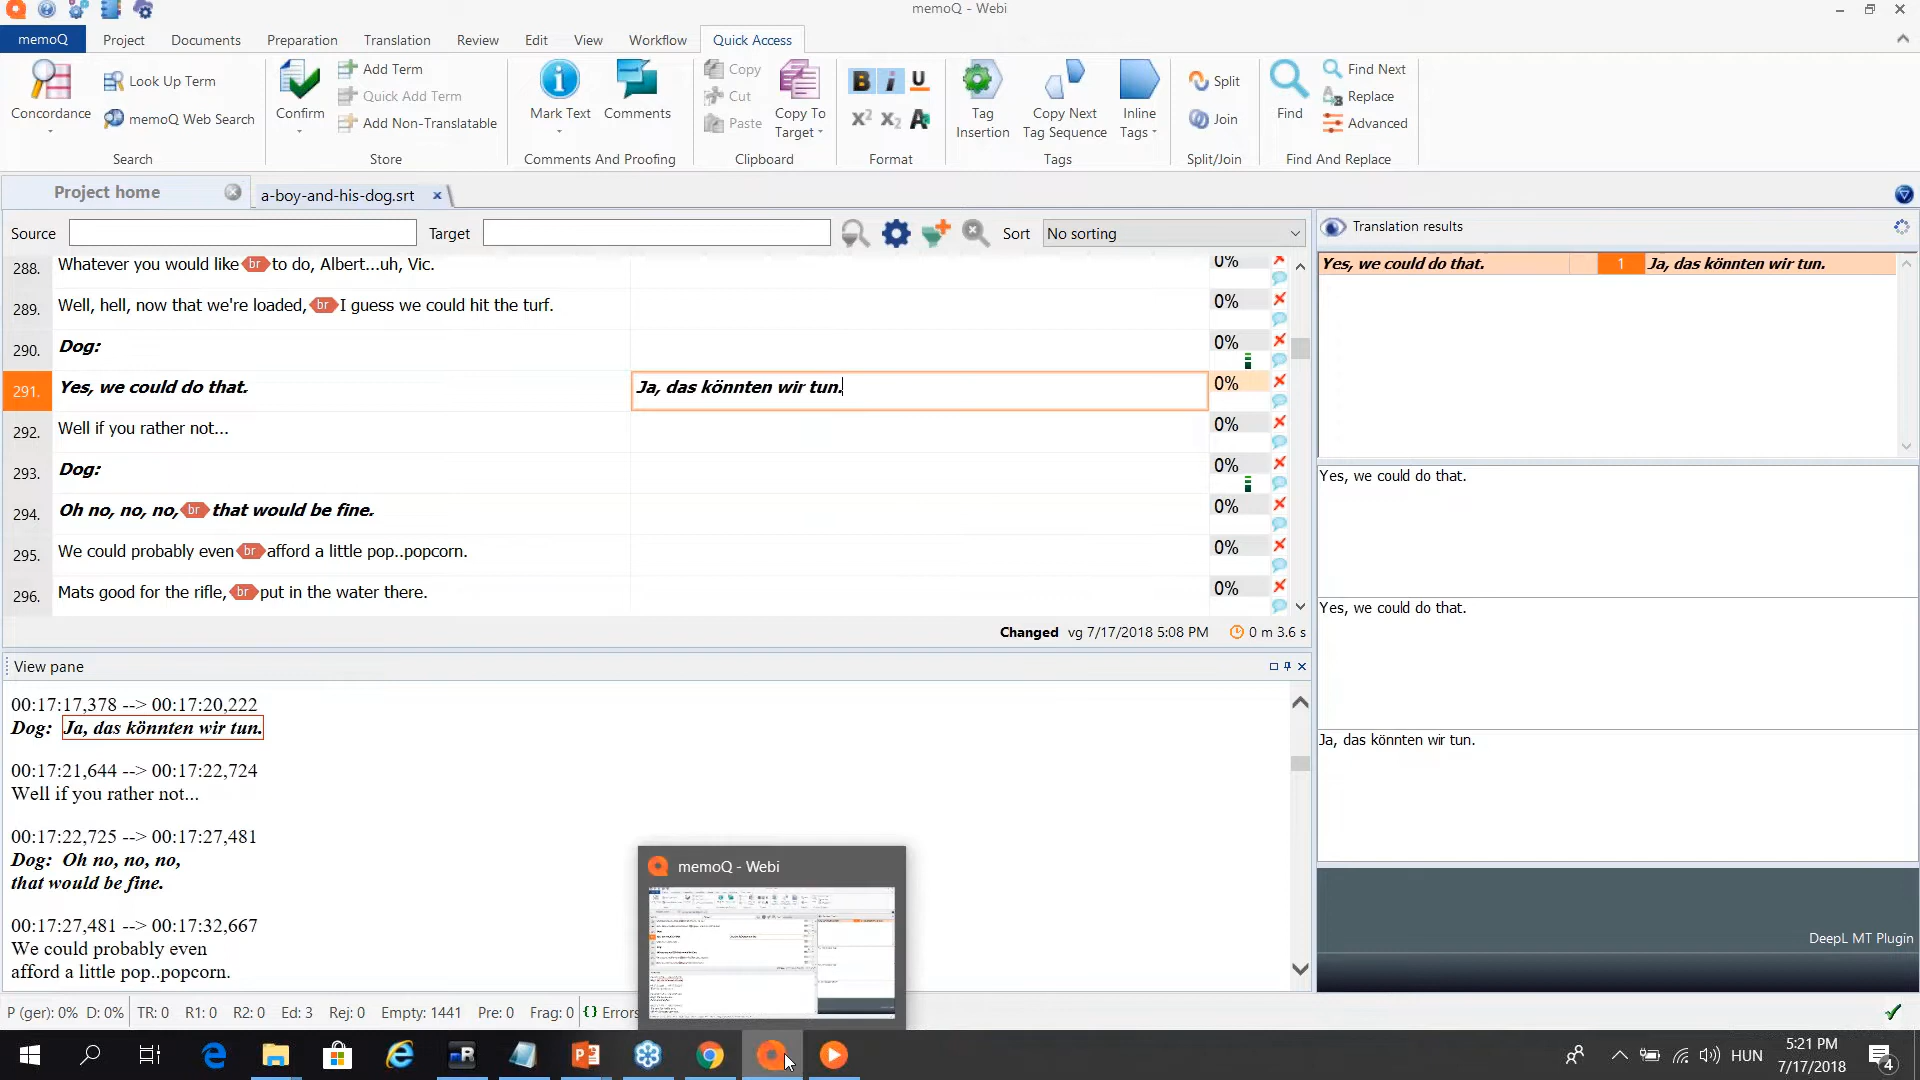 memoQ - Webi
memoQ Project Documents Preparation Translation Review Edit View Workflow Quick Access
Concordance
Look Up Term
memoQ Web Search
Search
Confirm
Add Term
Quick Add Term
Add Non-Translatable
Store
Mark Text
Comments
Comments And Proofing
Copy
Cut
Paste
Copy To
Target
Clipboard
B i U
X² X₂ A
Format
Tag
Insertion
Copy Next
Tag Sequence
Inline
Tags
Tags
Split
Join
Split/Join
Find
Find Next
Replace
Advanced
Find And Replace
Project home
a-boy-and-his-dog.srt
Source Target Sort No sorting
288. Whatever you would like br to do, Albert...uh, Vic. 0%
289. Well, hell, now that we're loaded, br I guess we could hit the turf. 0%
290. Dog: 0%
291. Yes, we could do that. Ja, das könnten wir tun. 0%
292. Well if you rather not... 0%
293. Dog: 0%
294. Oh no, no, no, br that would be fine. 0%
295. We could probably even br afford a little pop..popcorn. 0%
296. Mats good for the rifle, br put in the water there. 0%
Changed vg 7/17/2018 5:08 PM 0 m 3.6 s
Translation results
Yes, we could do that. 1 Ja, das könnten wir tun.
Yes, we could do that.
Yes, we could do that.
Ja, das könnten wir tun.
DeepL MT Plugin
View pane
00:17:17,378 --> 00:17:20,222
Dog: Ja, das könnten wir tun.
00:17:21,644 --> 00:17:22,724
Well if you rather not...
00:17:22,725 --> 00:17:27,481
Dog: Oh no, no, no,
that would be fine.
00:17:27,481 --> 00:17:32,667
We could probably even
afford a little pop..popcorn.
memoQ - Webi
P (ger): 0% D: 0% TR: 0 R1: 0 R2: 0 Ed: 3 Rej: 0 Empty: 1441 Pre: 0 Frag: 0 Errors
HUN
5:21 PM
7/17/2018
4